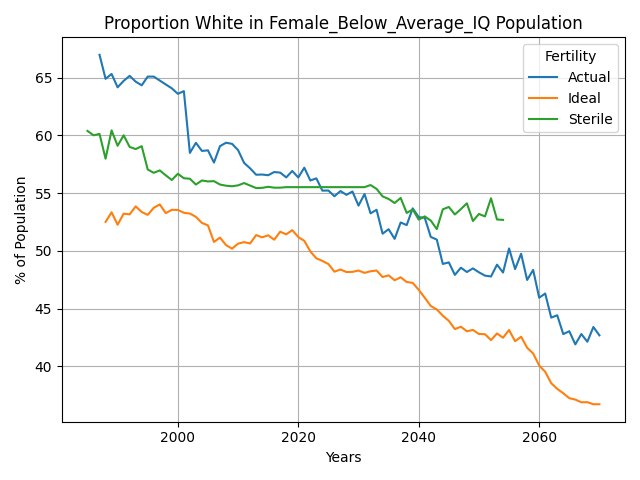 Proportion White in Female_Below_Average_IQ Population
Fertility
Actual
Ideal
Sterile
% of Population
65
60
55
50
45
40
2000
2020
2040
2060
Years